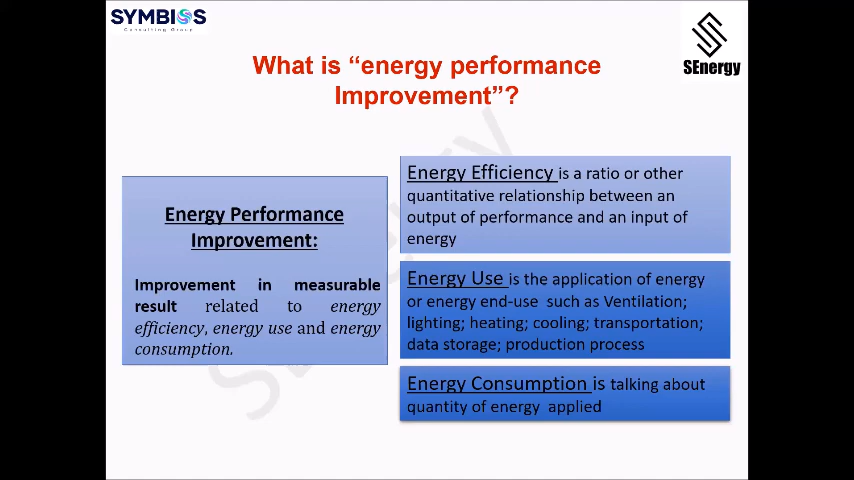 SYMBIOS
Consulting Group
SEnergy
What is “energy performance
Improvement”?
Energy Performance
Improvement:
Improvement in measurable
result related to energy
efficiency, energy use and energy
consumption.
Energy Efficiency is a ratio or other
quantitative relationship between an
output of performance and an input of
energy
Energy Use is the application of energy
or energy end-use such as Ventilation;
lighting; heating; cooling; transportation;
data storage; production process
Energy Consumption is talking about
quantity of energy applied
SEnergy